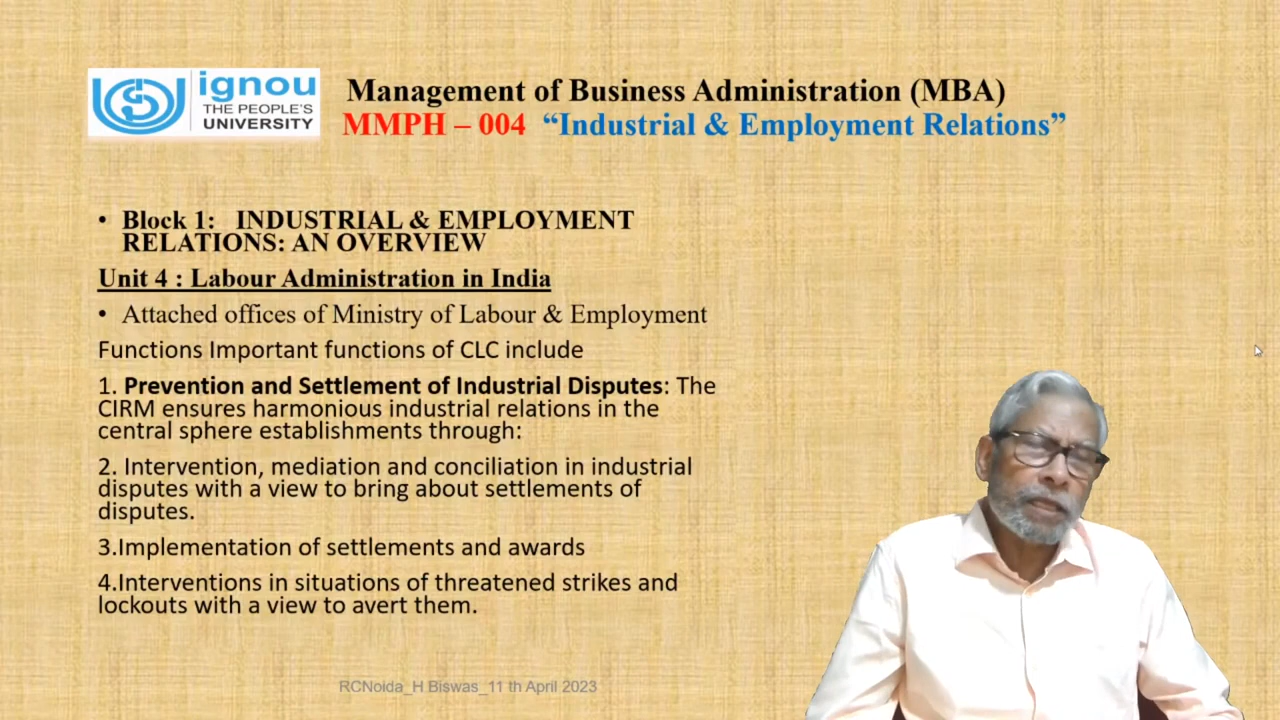 ignou
THE PEOPLE'S
UNIVERSITY
Management of Business Administration (MBA)
MMPH – 004 “Industrial & Employment Relations”
• Block 1: INDUSTRIAL & EMPLOYMENT
RELATIONS: AN OVERVIEW
Unit 4 : Labour Administration in India
• Attached offices of Ministry of Labour & Employment
Functions Important functions of CLC include
1. Prevention and Settlement of Industrial Disputes: The
CIRM ensures harmonious industrial relations in the
central sphere establishments through:
2. Intervention, mediation and conciliation in industrial
disputes with a view to bring about settlements of
disputes.
3.Implementation of settlements and awards
4.Interventions in situations of threatened strikes and
lockouts with a view to avert them.
RCNoida_H Biswas_11 th April 2023